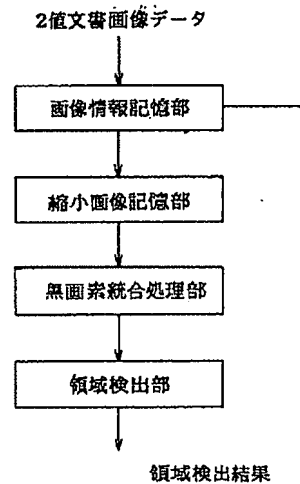 2値文書画像データ
画像情報記憶部
縮小画像記憶部
黒画素統合処理部
領域検出部
領域検出結果